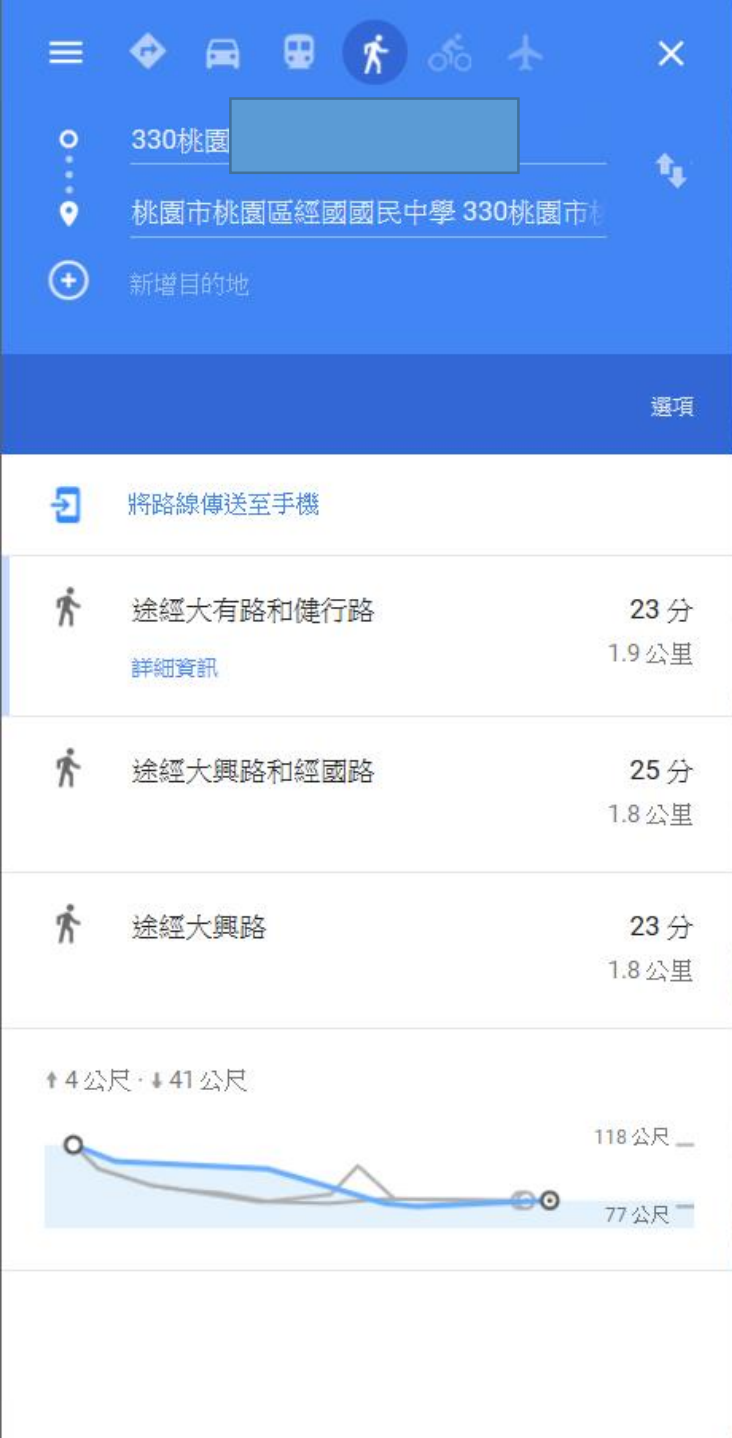 330桃園
桃園市桃園區經國國民中學 330桃園市
新增目的地
選項
將路線傳送至手機
途經大有路和健行路 23 分
詳細資訊 1.9 公里
途經大興路和經國路 25 分
1.8 公里
途經大興路 23 分
1.8 公里
4 公尺 · 41 公尺
118 公尺
77 公尺